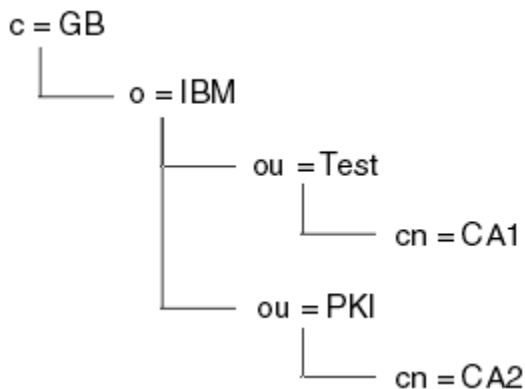 c = GB
o = IBM
ou = Test
cn = CA1
ou = PKI
cn = CA2